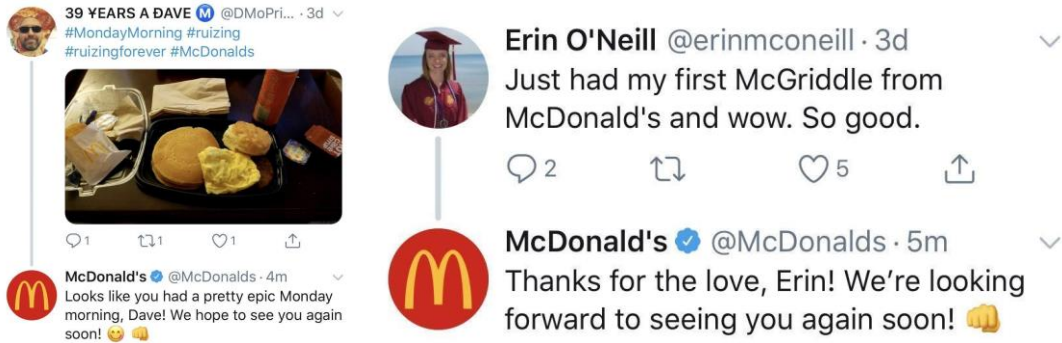 39 ¥EARS A ĐAVE Ⓜ️ @DMoPri... · 3d
#MondayMorning #ruizing
#ruizingforever #McDonalds
1 1 1
McDonald's @McDonalds · 4m
Looks like you had a pretty epic Monday
morning, Dave! We hope to see you again
soon! 😋 👊
Erin O'Neill @erinmconeill · 3d
Just had my first McGriddle from
McDonald's and wow. So good.
2 5
McDonald's @McDonalds · 5m
Thanks for the love, Erin! We're looking
forward to seeing you again soon! 👊